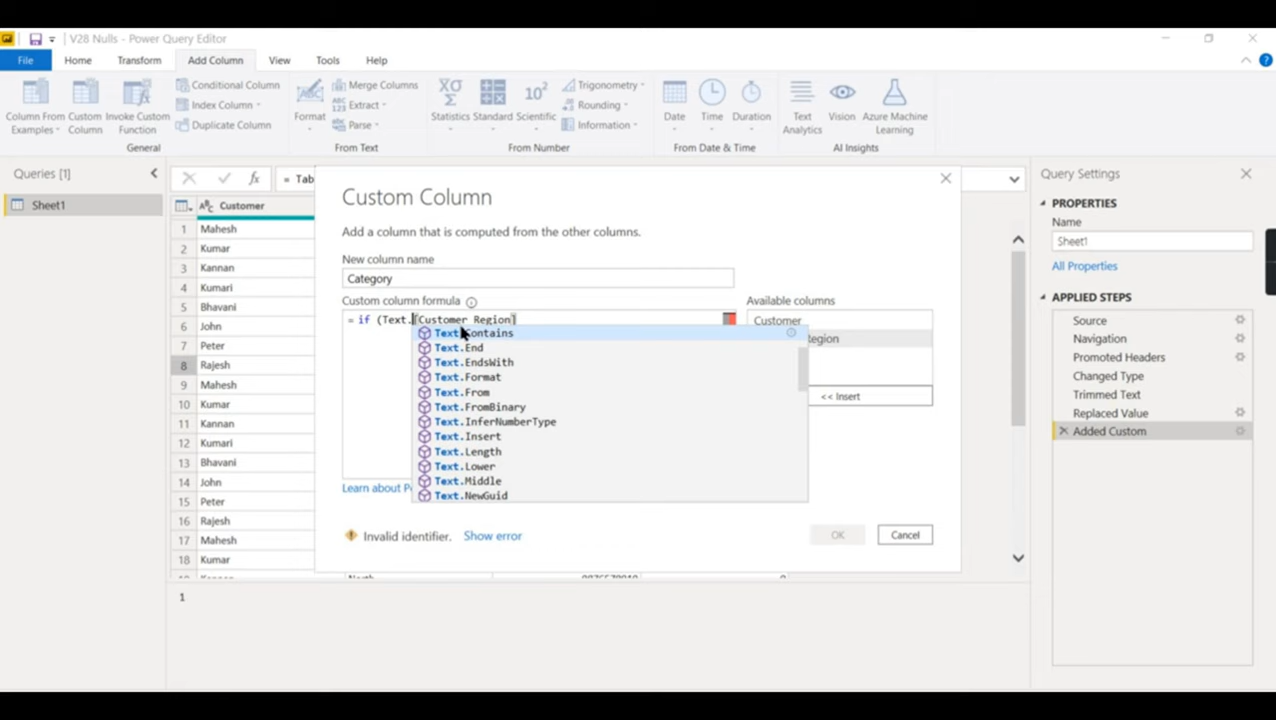 V28 Nulls - Power Query Editor
File Home Transform Add Column View Tools Help
Column From Examples
Custom Column
Invoke Custom Function
Conditional Column
Index Column
Duplicate Column
General
Format
Merge Columns
Extract
Parse
From Text
Statistics
Standard
Scientific
Trigonometry
Rounding
Information
From Number
Date
Time
Duration
From Date & Time
Text Analytics
Vision
Azure Machine Learning
AI Insights
Queries [1]
Sheet1
= Tab
Customer
1 Mahesh
2 Kumar
3 Kannan
4 Kumari
5 Bhavani
6 John
7 Peter
8 Rajesh
9 Mahesh
10 Kumar
11 Kannan
12 Kumari
13 Bhavani
14 John
15 Peter
16 Rajesh
17 Mahesh
18 Kumar
1
Custom Column
Add a column that is computed from the other columns.
New column name
Category
Custom column formula
= if (Text.[Customer Region]
Text.Contains
Text.End
Text.EndsWith
Text.Format
Text.From
Text.FromBinary
Text.InferNumberType
Text.Insert
Text.Length
Text.Lower
Text.Middle
Text.NewGuid
Available columns
Customer
Region
<< Insert
Learn about
Invalid identifier. Show error
OK Cancel
Query Settings
PROPERTIES
Name
Sheet1
All Properties
APPLIED STEPS
Source
Navigation
Promoted Headers
Changed Type
Trimmed Text
Replaced Value
Added Custom